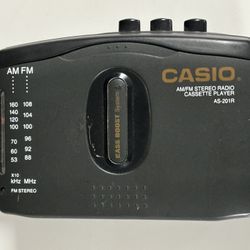 AM FM
CASIO
AM/FM STEREO RADIO
CASSETTE PLAYER
AS-201R
BASS BOOST System
160 108
140 104
100 100
70 96
60 92
53 88
X10
kHz MHz
FM STEREO